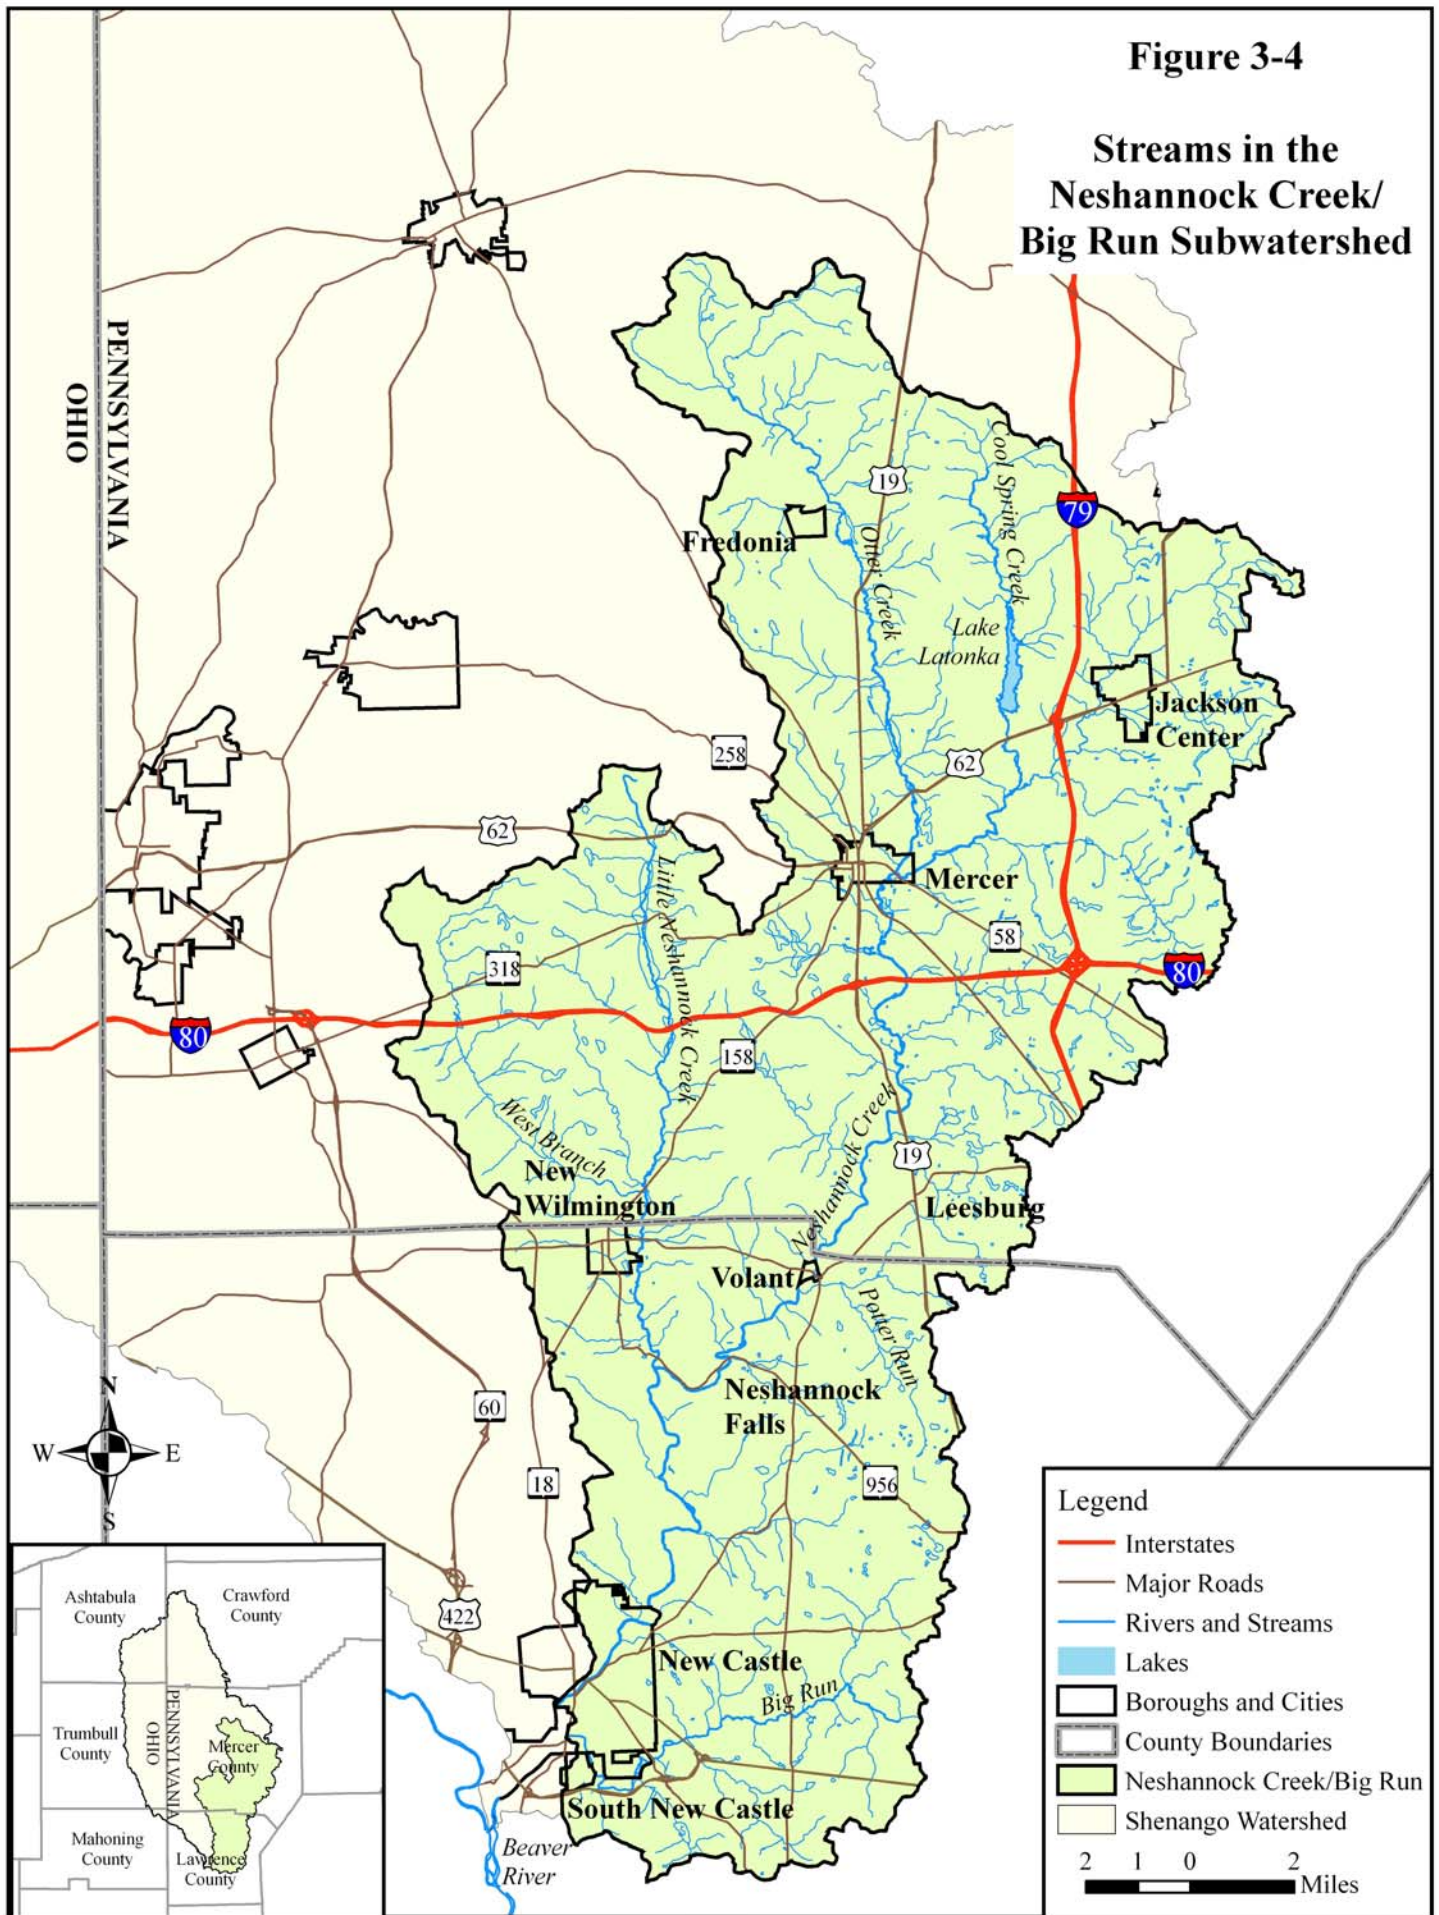 Figure 3-4
Streams in the
Neshannock Creek/
Big Run Subwatershed
PENNSYLVANIA
OHIO
19
Cool Spring Creek
79
Fredonia
Otter Creek
Lake
Latonka
Jackson
Center
258
62
62
Mercer
Little Neshannock Creek
58
318
80
80
158
West Branch
Neshannock Creek
19
New
Wilmington
Leesburg
Volant
Potter Run
Neshannock
Falls
60
18
956
N
W
E
S
422
New Castle
Big Run
South New Castle
Beaver
River
Ashtabula
County
Crawford
County
Trumbull
County
OHIO
PENNSYLVANIA
Mercer
County
Mahoning
County
Lawrence
County
Legend
Interstates
Major Roads
Rivers and Streams
Lakes
Boroughs and Cities
County Boundaries
Neshannock Creek/Big Run
Shenango Watershed
2 1 0 2
Miles